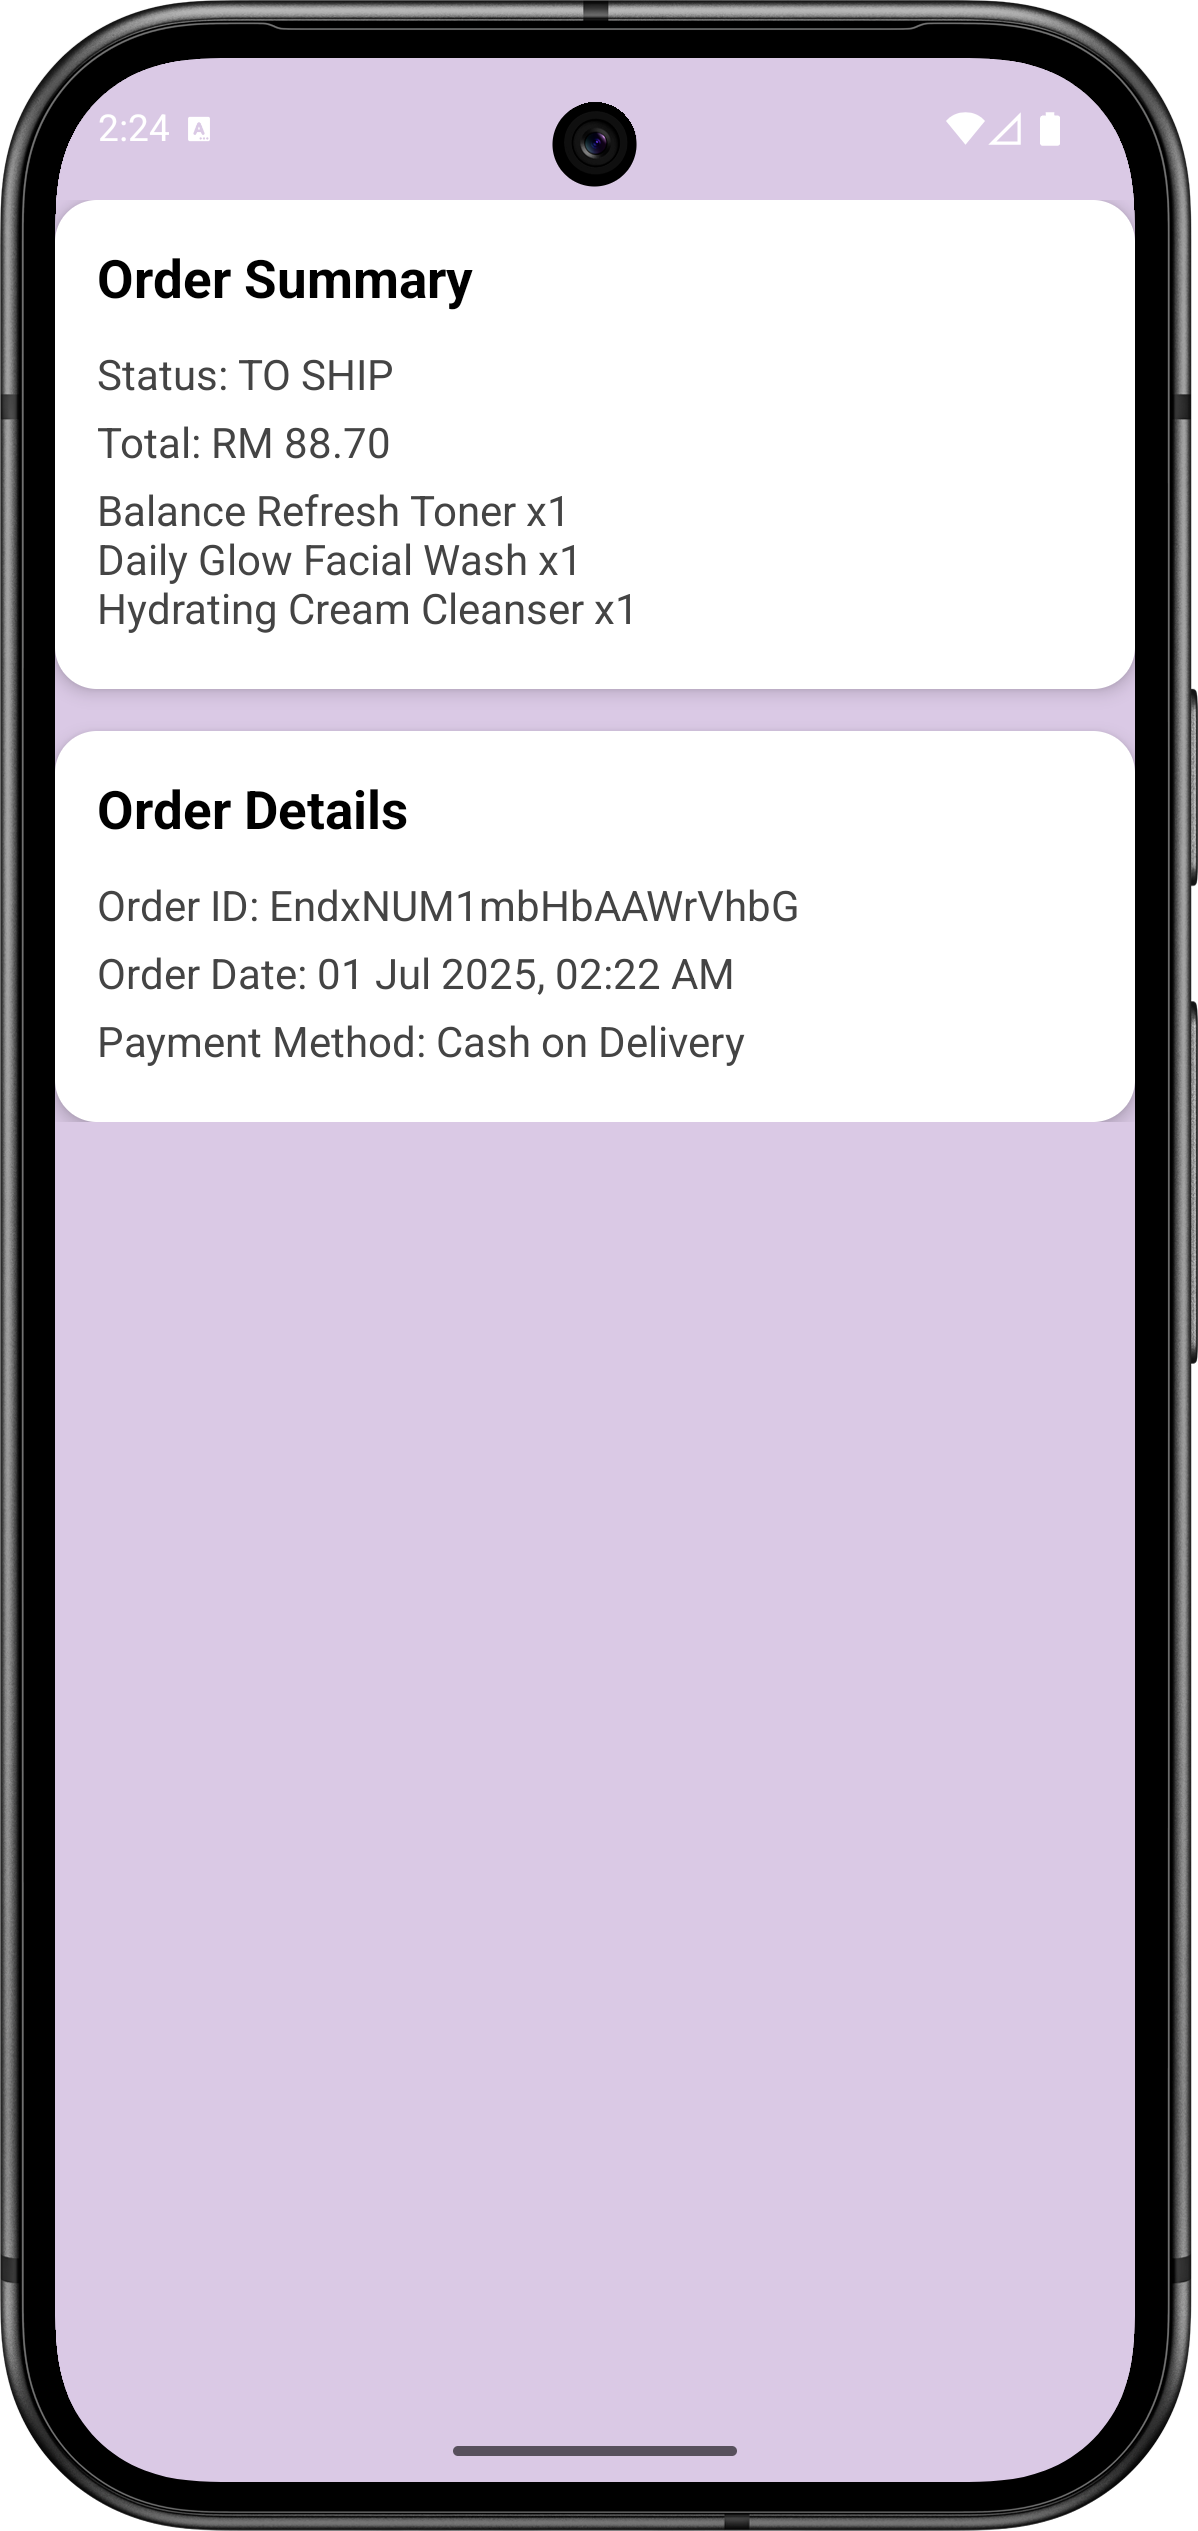 2:24
Order Summary
Status: TO SHIP
Total: RM 88.70
Balance Refresh Toner x1
Daily Glow Facial Wash x1
Hydrating Cream Cleanser x1
Order Details
Order ID: EndxNUM1mbHbAAWrVhbG
Order Date: 01 Jul 2025, 02:22 AM
Payment Method: Cash on Delivery